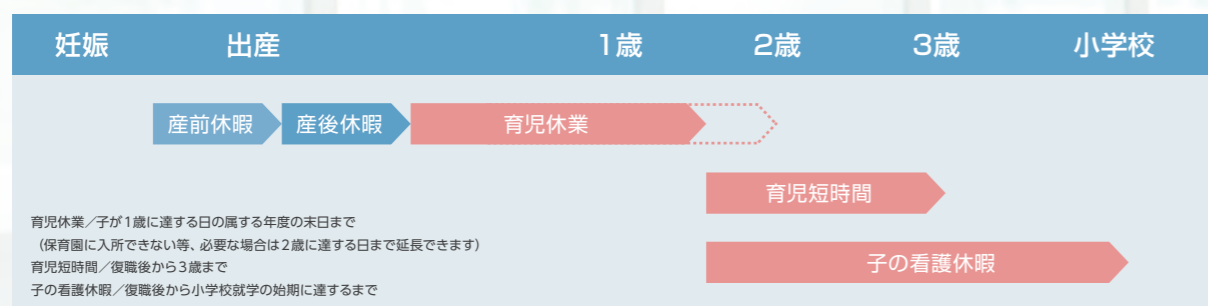 妊娠 出産 1歳 2歳 3歳 小学校
産前休暇 産後休暇 育児休業
育児短時間
子の看護休暇
育児休業／子が1歳に達する日の属する年度の末日まで
（保育園に入所できない等、必要な場合は2歳に達する日まで延長できます）
育児短時間／復職後から3歳まで
子の看護休暇／復職後から小学校就学の始期に達するまで